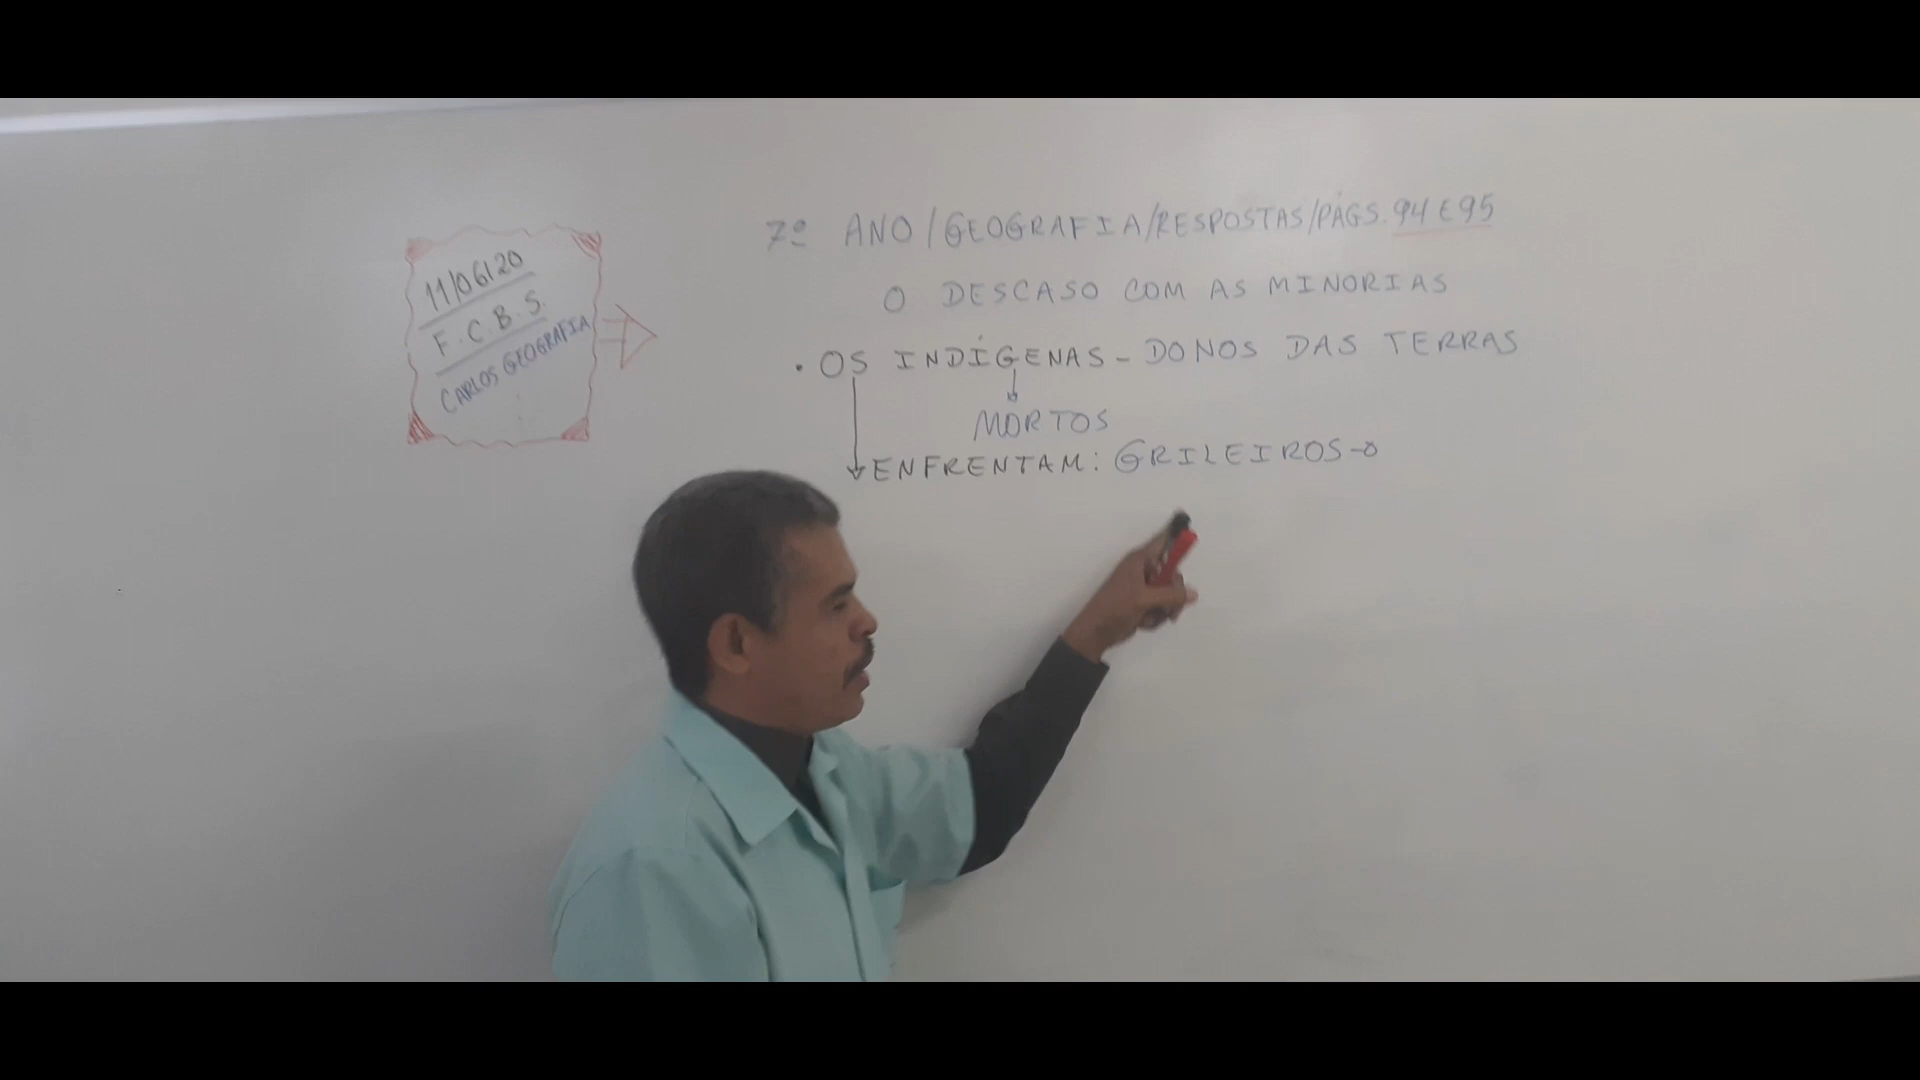 11/06/20
F.C.B.S.
CARLOS GEOGRAFIA
7º ANO/GEOGRAFIA/RESPOSTAS/PÁGS.94 E 95
O DESCASO COM AS MINORIAS
. OS INDÍGENAS - DONOS DAS TERRAS
MORTOS
ENFRENTAM: GRILEIROS